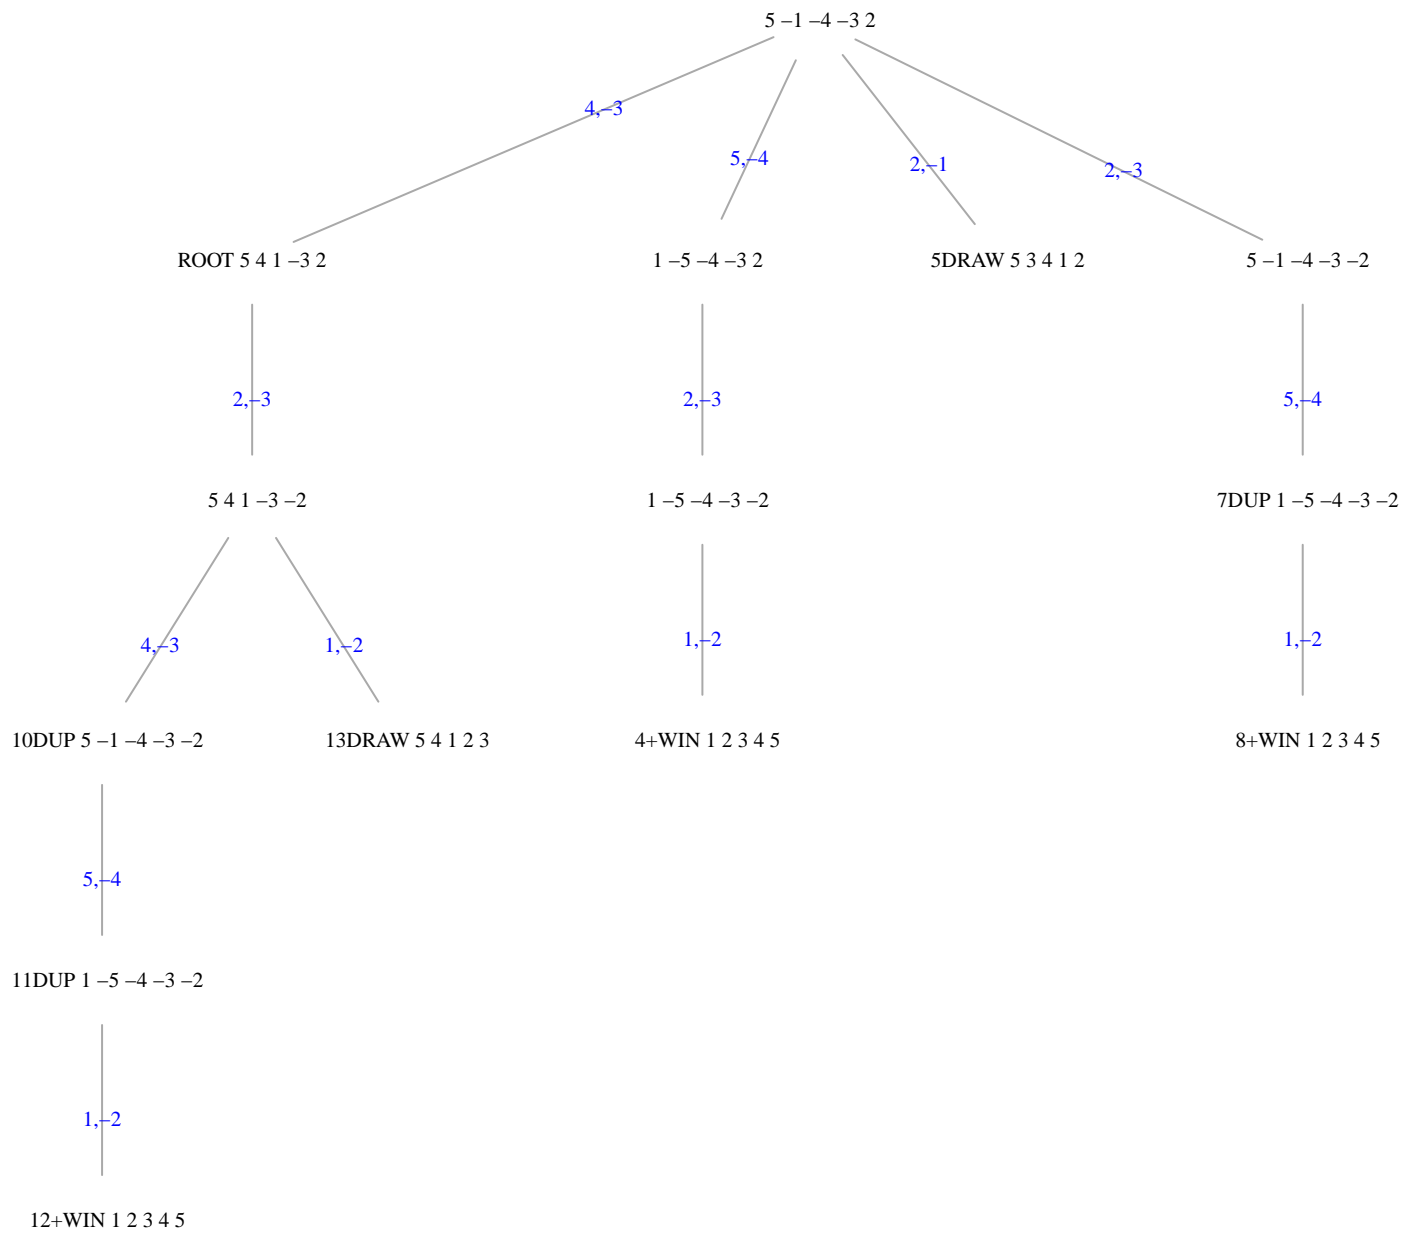 5 –1 –4 –3 2
4,–3
5,–4
2,–1
2,–3
ROOT 5 4 1 –3 2
1 –5 –4 –3 2
5DRAW 5 3 4 1 2
5 –1 –4 –3 –2
2,–3
2,–3
5,–4
5 4 1 –3 –2
1 –5 –4 –3 –2
7DUP 1 –5 –4 –3 –2
4,–3
1,–2
1,–2
1,–2
10DUP 5 –1 –4 –3 –2
13DRAW 5 4 1 2 3
4+WIN 1 2 3 4 5
8+WIN 1 2 3 4 5
5,–4
11DUP 1 –5 –4 –3 –2
1,–2
12+WIN 1 2 3 4 5